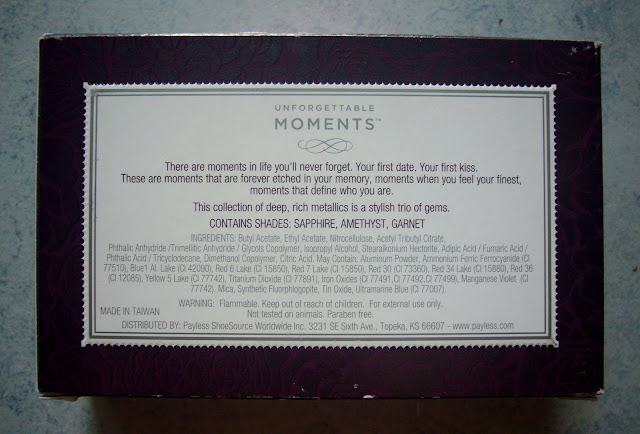 UNFORGETTABLE
MOMENTS™
There are moments in life you'll never forget. Your first date. Your first kiss.
These are moments that are forever etched in your memory, moments when you feel your finest,
moments that define who you are.
This collection of deep, rich metallics is a stylish trio of gems.
CONTAINS SHADES: SAPPHIRE, AMETHYST, GARNET
INGREDIENTS: Butyl Acetate, Ethyl Acetate, Nitrocellulose, Acetyl Tributyl Citrate,
Phthalic Anhydride /Trimellitic Anhydride / Glycols Copolymer, Isopropyl Alcohol, Stearalkonium Hectorite, Adipic Acid / Fumaric Acid /
Phthalic Acid / Tricyclodecane, Dimethanol Copolymer, Citric Acid. May Contain: Aluminum Powder, Ammonium Ferric Ferrocyanide (CI
77510), Blue1 Al. Lake (CI 42090), Red 6 Lake (CI 15850), Red 7 Lake (CI 15850), Red 30 (CI 73360), Red 34 Lake (CI 15880), Red 36
(CI 12085), Yellow 5 Lake (CI 77742), Titanium Dioxide (CI 77891), Iron Oxides (CI 77491,CI 77492,CI 77499), Manganese Violet (CI
77742), Mica, Synthetic Fluorphlogopite, Tin Oxide, Ultramarine Blue (CI 77007).
WARNING: Flammable. Keep out of reach of children. For external use only.
Not tested on animals. Paraben free.
MADE IN TAIWAN
DISTRIBUTED BY: Payless ShoeSource Worldwide Inc. 3231 SE Sixth Ave., Topeka, KS 66607 - www.payless.com